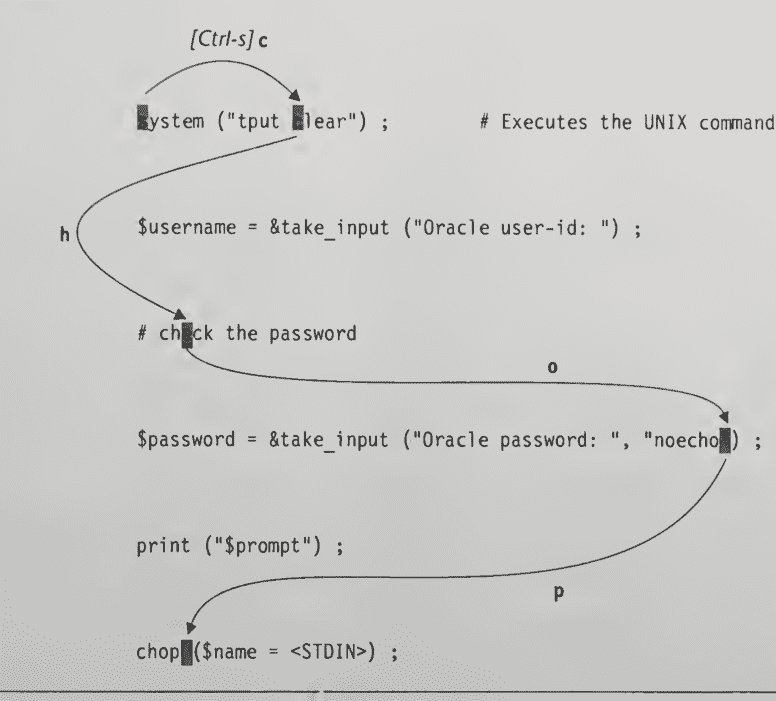 [Ctrl-s] c
system ("tput clear") ; # Executes the UNIX command
h $username = &take_input ("Oracle user-id: ") ;
# check the password
o
$password = &take_input ("Oracle password: ", "noecho") ;
print ("$prompt") ;
p
chop ($name = <STDIN>) ;